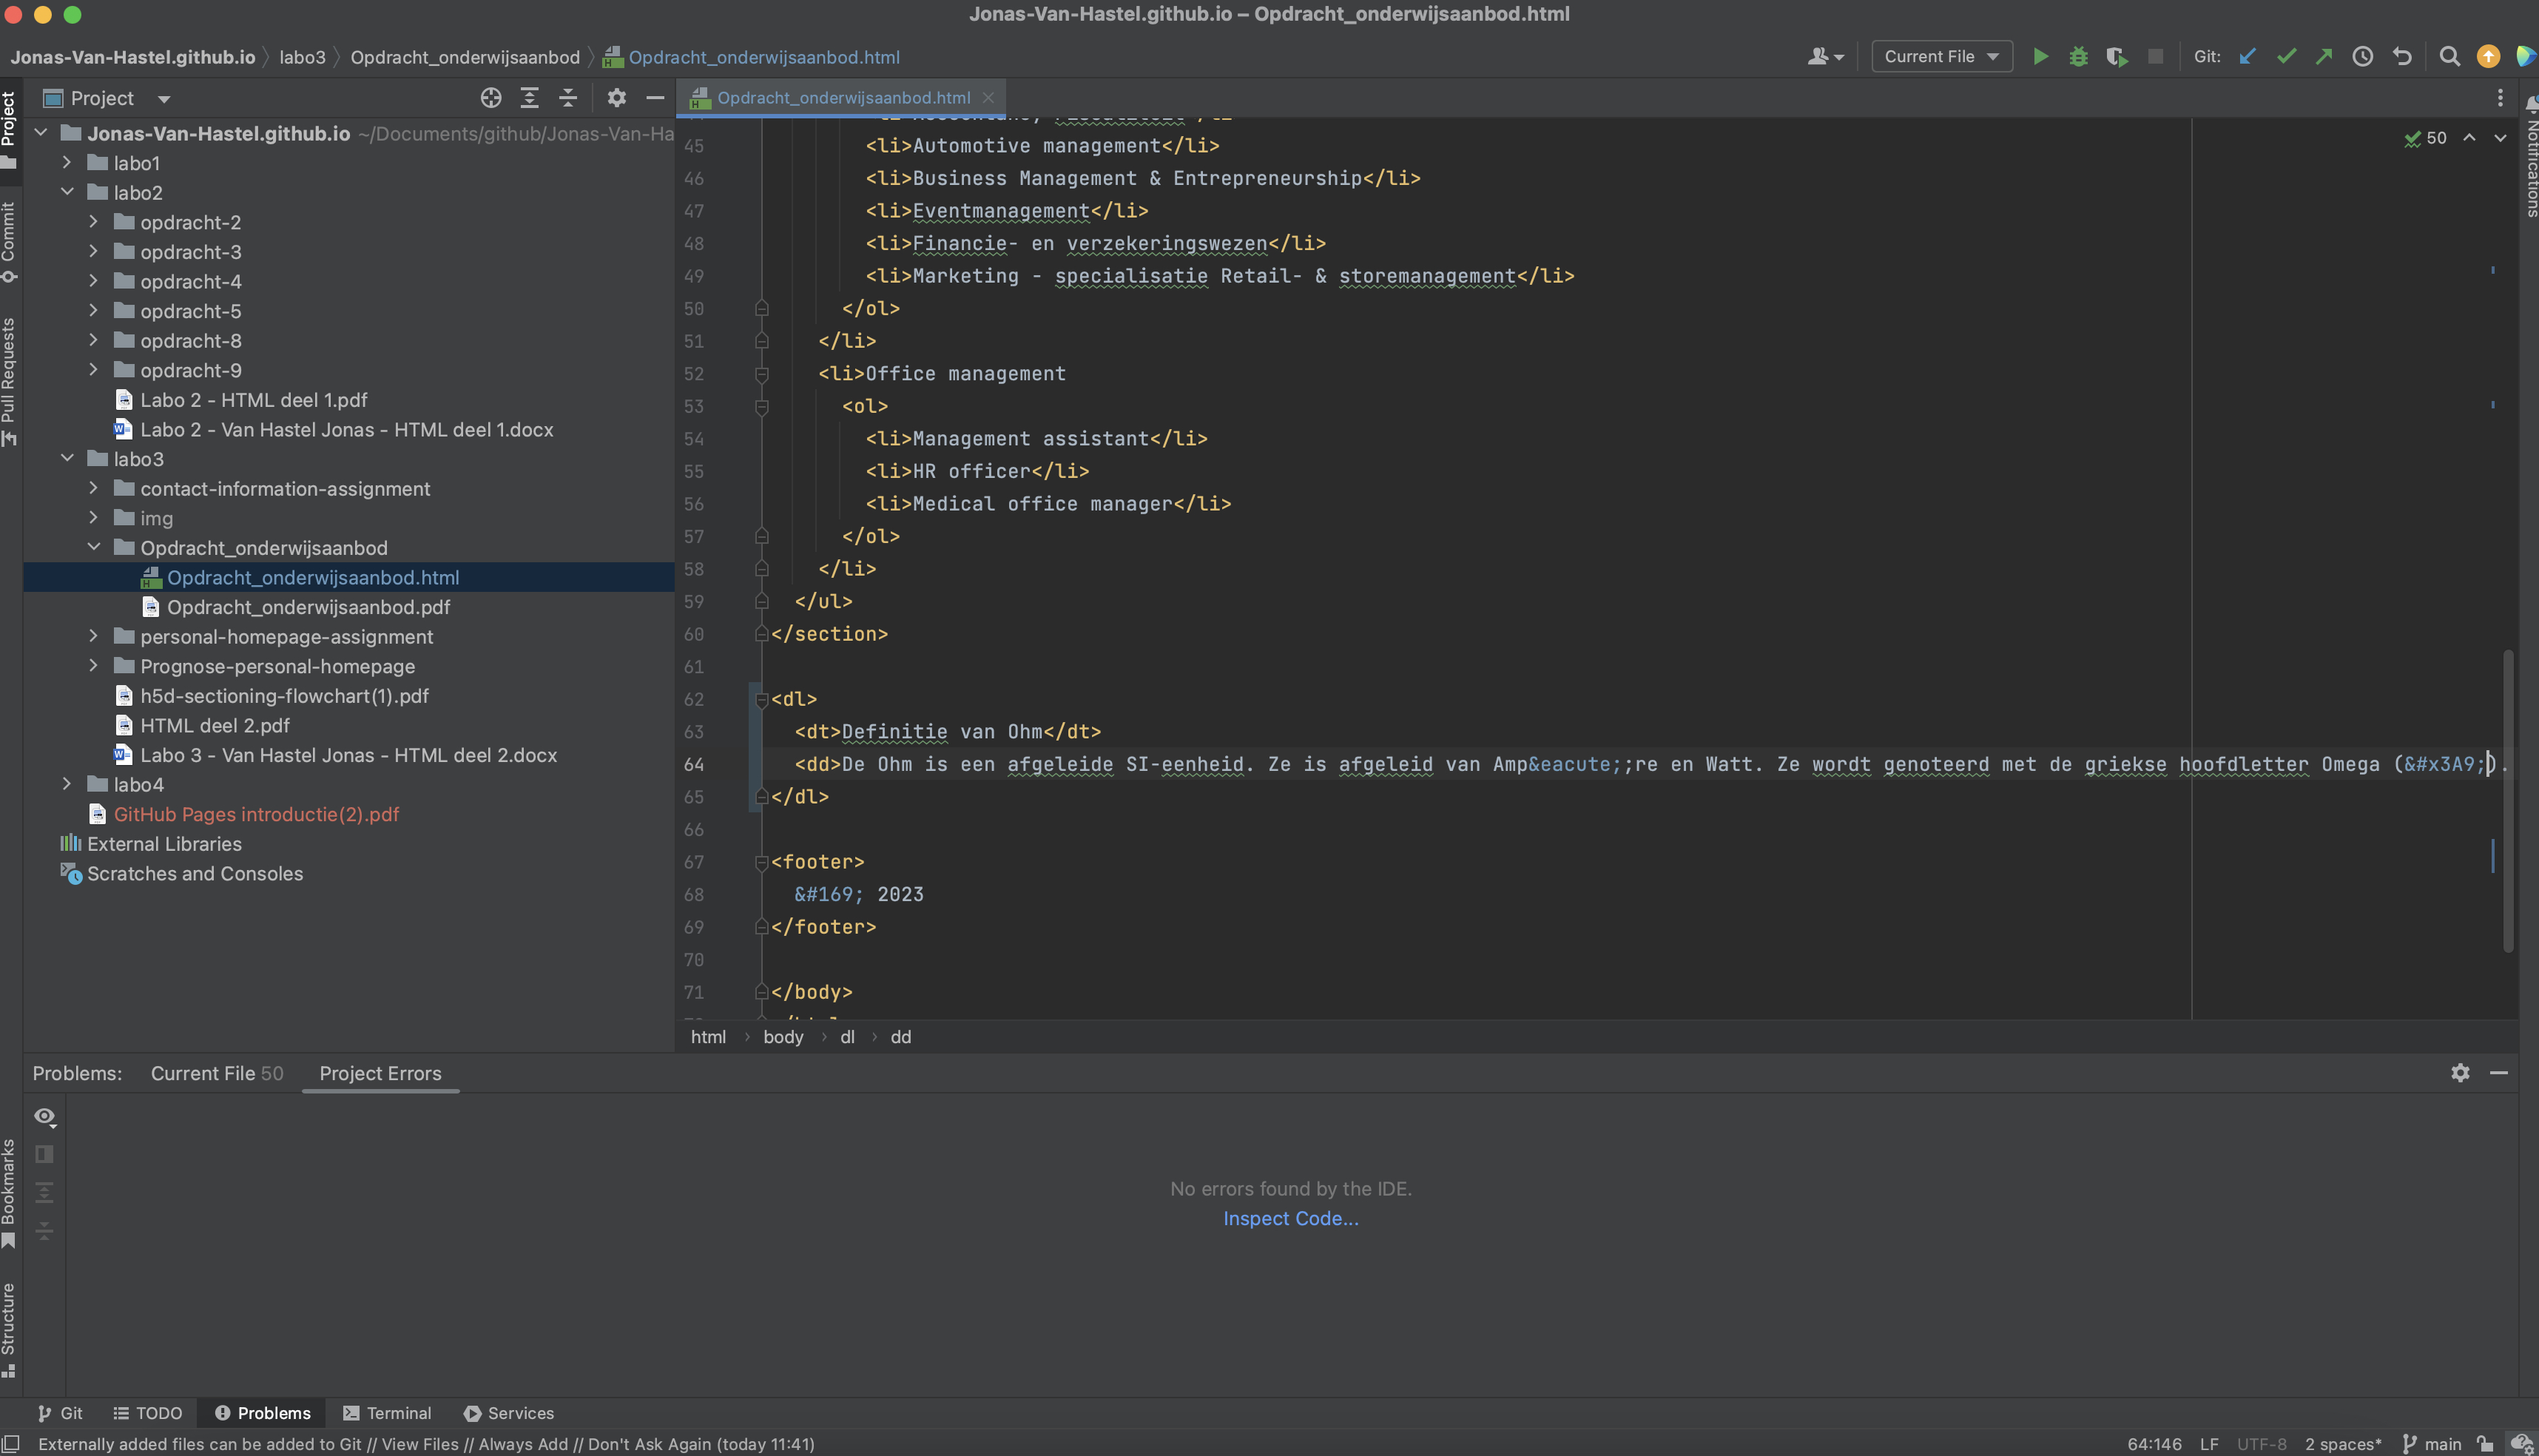 Jonas-Van-Hastel.github.io – Opdracht_onderwijsaanbod.html
Jonas-Van-Hastel.github.io labo3 Opdracht_onderwijsaanbod Opdracht_onderwijsaanbod.html Current File Git:
Project
Opdracht_onderwijsaanbod.html
Jonas-Van-Hastel.github.io ~/Documents/github/Jonas-Van-Ha
labo1
labo2
opdracht-2
opdracht-3
opdracht-4
opdracht-5
opdracht-8
opdracht-9
Labo 2 - HTML deel 1.pdf
Labo 2 - Van Hastel Jonas - HTML deel 1.docx
labo3
contact-information-assignment
img
Opdracht_onderwijsaanbod
Opdracht_onderwijsaanbod.html
Opdracht_onderwijsaanbod.pdf
personal-homepage-assignment
Prognose-personal-homepage
h5d-sectioning-flowchart(1).pdf
HTML deel 2.pdf
Labo 3 - Van Hastel Jonas - HTML deel 2.docx
labo4
GitHub Pages introductie(2).pdf
External Libraries
Scratches and Consoles
Project
Commit
Pull Requests
Bookmarks
Structure
Notifications
50
45 <li>Automotive management</li>
46 <li>Business Management & Entrepreneurship</li>
47 <li>Eventmanagement</li>
48 <li>Financie- en verzekeringswezen</li>
49 <li>Marketing - specialisatie Retail- & storemanagement</li>
50 </ol>
51 </li>
52 <li>Office management
53 <ol>
54 <li>Management assistant</li>
55 <li>HR officer</li>
56 <li>Medical office manager</li>
57 </ol>
58 </li>
59 </ul>
60 </section>
61
62 <dl>
63 <dt>Definitie van Ohm</dt>
64 <dd>De Ohm is een afgeleide SI-eenheid. Ze is afgeleid van Amp&eacute;;re en Watt. Ze wordt genoteerd met de griekse hoofdletter Omega (&#x3A9;).
65 </dl>
66
67 <footer>
68 &#169; 2023
69 </footer>
70
71 </body>
html body dl dd
Problems: Current File 50 Project Errors
No errors found by the IDE.
Inspect Code...
Git TODO Problems Terminal Services
Externally added files can be added to Git // View Files // Always Add // Don't Ask Again (today 11:41) 64:146 LF UTF-8 2 spaces* main